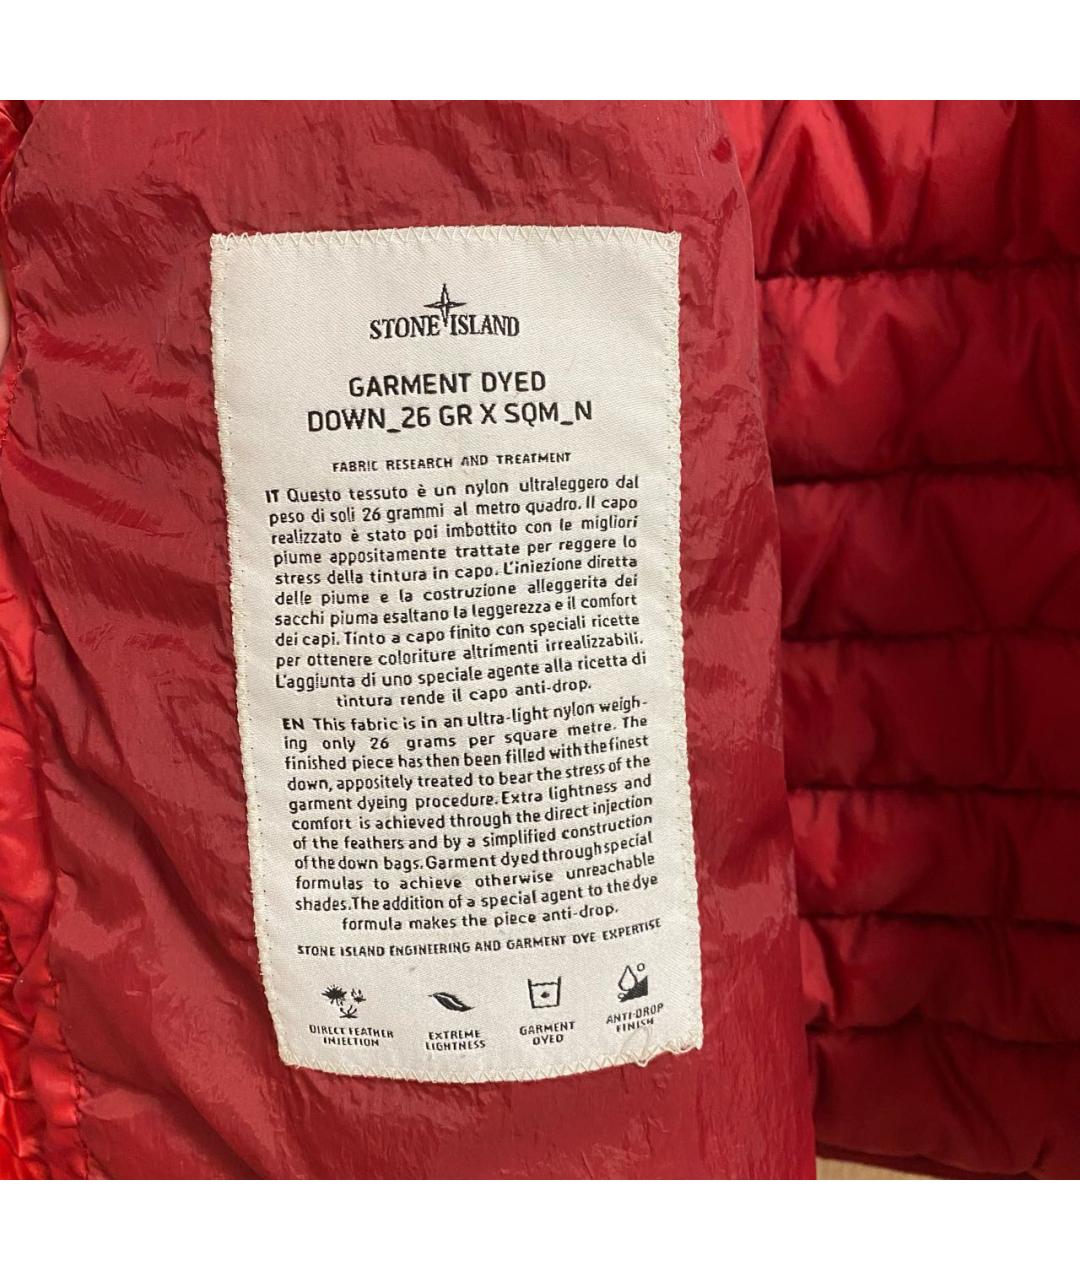 STONE ISLAND
GARMENT DYED
DOWN_26 GR X SQM_N
FABRIC RESEARCH AND TREATMENT
IT Questo tessuto è un nylon ultraleggero dal
peso di soli 26 grammi al metro quadro. Il capo
realizzato è stato poi imbottito con le migliori
piume appositamente trattate per reggere lo
stress della tintura in capo. L'iniezione diretta
delle piume e la costruzione alleggerita dei
sacchi piuma esaltano la leggerezza e il comfort
dei capi. Tinto a capo finito con speciali ricette
per ottenere coloriture altrimenti irrealizzabili.
L'aggiunta di uno speciale agente alla ricetta di
tintura rende il capo anti-drop.
EN This fabric is in an ultra-light nylon weigh-
ing only 26 grams per square metre. The
finished piece has then been filled with the finest
down, appositely treated to bear the stress of the
garment dyeing procedure. Extra lightness and
comfort is achieved through the direct injection
of the feathers and by a simplified construction
of the down bags. Garment dyed through special
formulas to achieve otherwise unreachable
shades. The addition of a special agent to the dye
formula makes the piece anti-drop.
STONE ISLAND ENGINEERING AND GARMENT DYE EXPERTISE
DIRECT FEATHER
INJECTION
EXTREME
LIGHTNESS
GARMENT
DYED
ANTI-DROP
FINISH